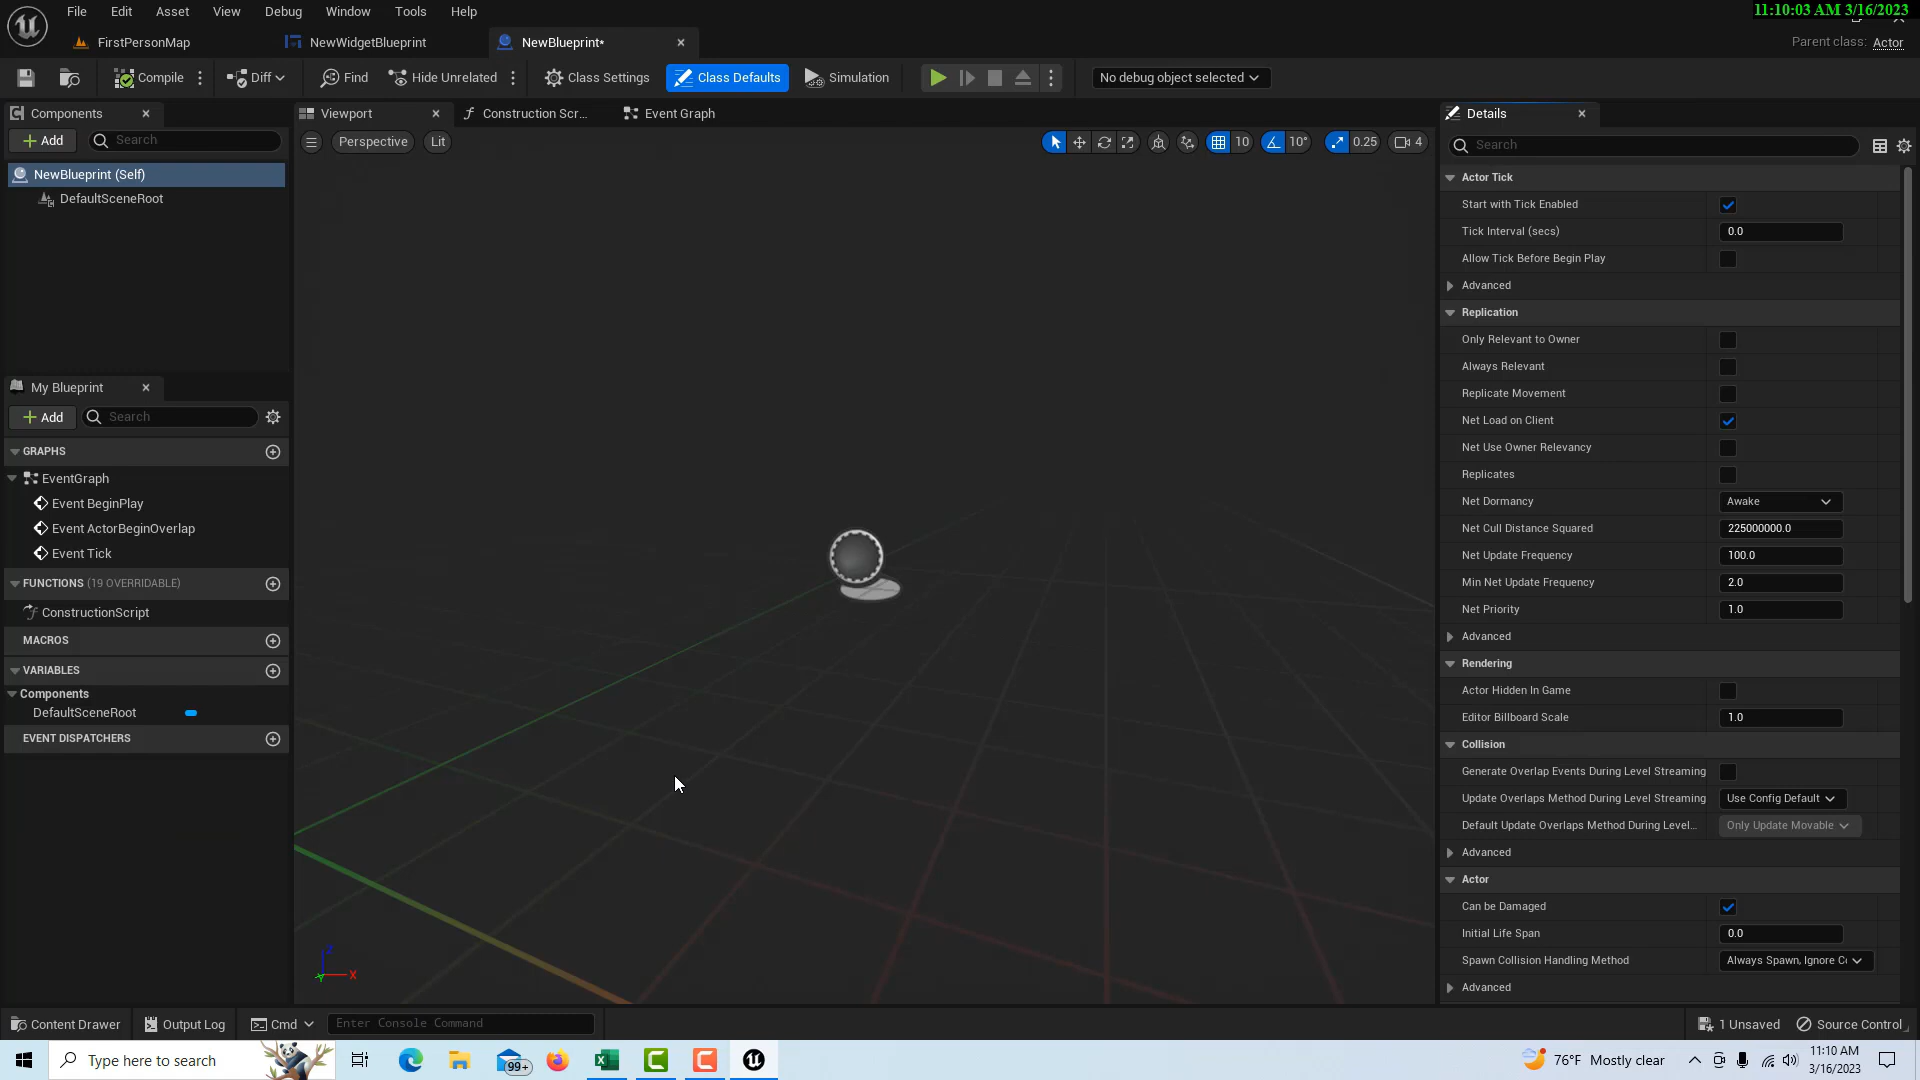 File Edit Asset View Debug Window Tools Help
11:10:03 AM 3/16/2023
FirstPersonMap NewWidgetBlueprint NewBlueprint*
Parent class: Actor
Compile Diff Find Hide Unrelated Class Settings Class Defaults Simulation No debug object selected
Components
Add Search
NewBlueprint (Self)
DefaultSceneRoot
My Blueprint
Add Search
GRAPHS
EventGraph
Event BeginPlay
Event ActorBeginOverlap
Event Tick
FUNCTIONS (19 OVERRIDABLE)
ConstructionScript
MACROS
VARIABLES
Components
DefaultSceneRoot
EVENT DISPATCHERS
Viewport Construction Scr... Event Graph
Perspective Lit 10 10° 0.25 4
Z
X
Y
Details
Search
Actor Tick
Start with Tick Enabled
Tick Interval (secs) 0.0
Allow Tick Before Begin Play
Advanced
Replication
Only Relevant to Owner
Always Relevant
Replicate Movement
Net Load on Client
Net Use Owner Relevancy
Replicates
Net Dormancy Awake
Net Cull Distance Squared 225000000.0
Net Update Frequency 100.0
Min Net Update Frequency 2.0
Net Priority 1.0
Advanced
Rendering
Actor Hidden In Game
Editor Billboard Scale 1.0
Collision
Generate Overlap Events During Level Streaming
Update Overlaps Method During Level Streaming Use Config Default
Default Update Overlaps Method During Level... Only Update Movable
Advanced
Actor
Can be Damaged
Initial Life Span 0.0
Spawn Collision Handling Method Always Spawn, Ignore C
Advanced
Content Drawer Output Log Cmd Enter Console Command 1 Unsaved Source Control
Type here to search 99+ 76°F Mostly clear 11:10 AM
3/16/2023